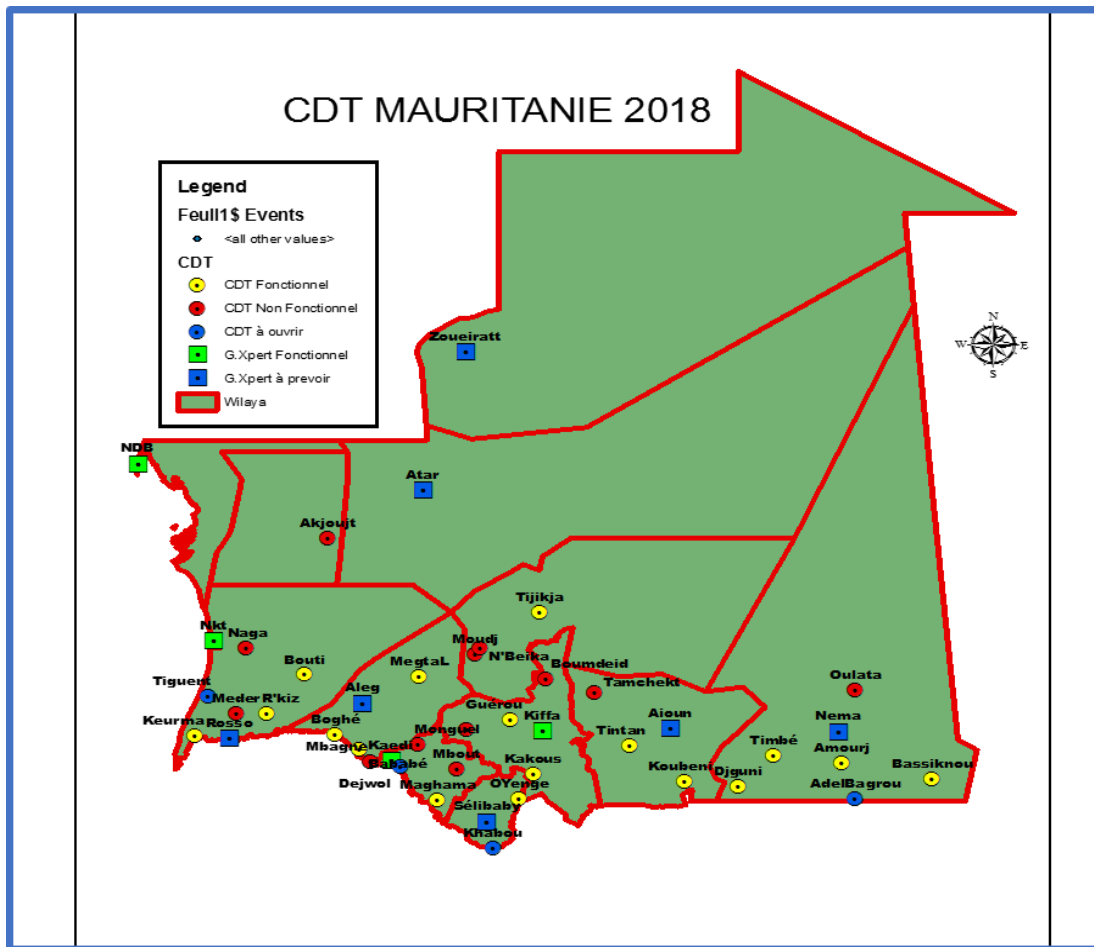 CDT MAURITANIE 2018
Legend
Feull1$ Events
<all other values>
CDT
CDT Fonctionnel
CDT Non Fonctionnel
CDT à ouvrir
G.Xpert Fonctionnel
G.Xpert à prevoir
Wilaya
N
W
E
S
Zoueiratt
NDB
Atar
Akjoujt
Tijikja
Nkt
Naga
Moudj
N'Beika
Bouti
MegtaL
Boumdeid
Tamchekt
Oulata
Tiguent
Aleg
Meder
R'kiz
Guérou
Keurma
Rosso
Boghé
Monguel
Kiffa
Tintan
Aioun
Nema
Mbagne
Kaedi
Bababé
Mbout
Kakous
Timbé
Amourj
Bassiknou
Dejwol
Maghama
OYenge
Koubeni
Djguni
AdelBagrou
Sélibaby
Khabou